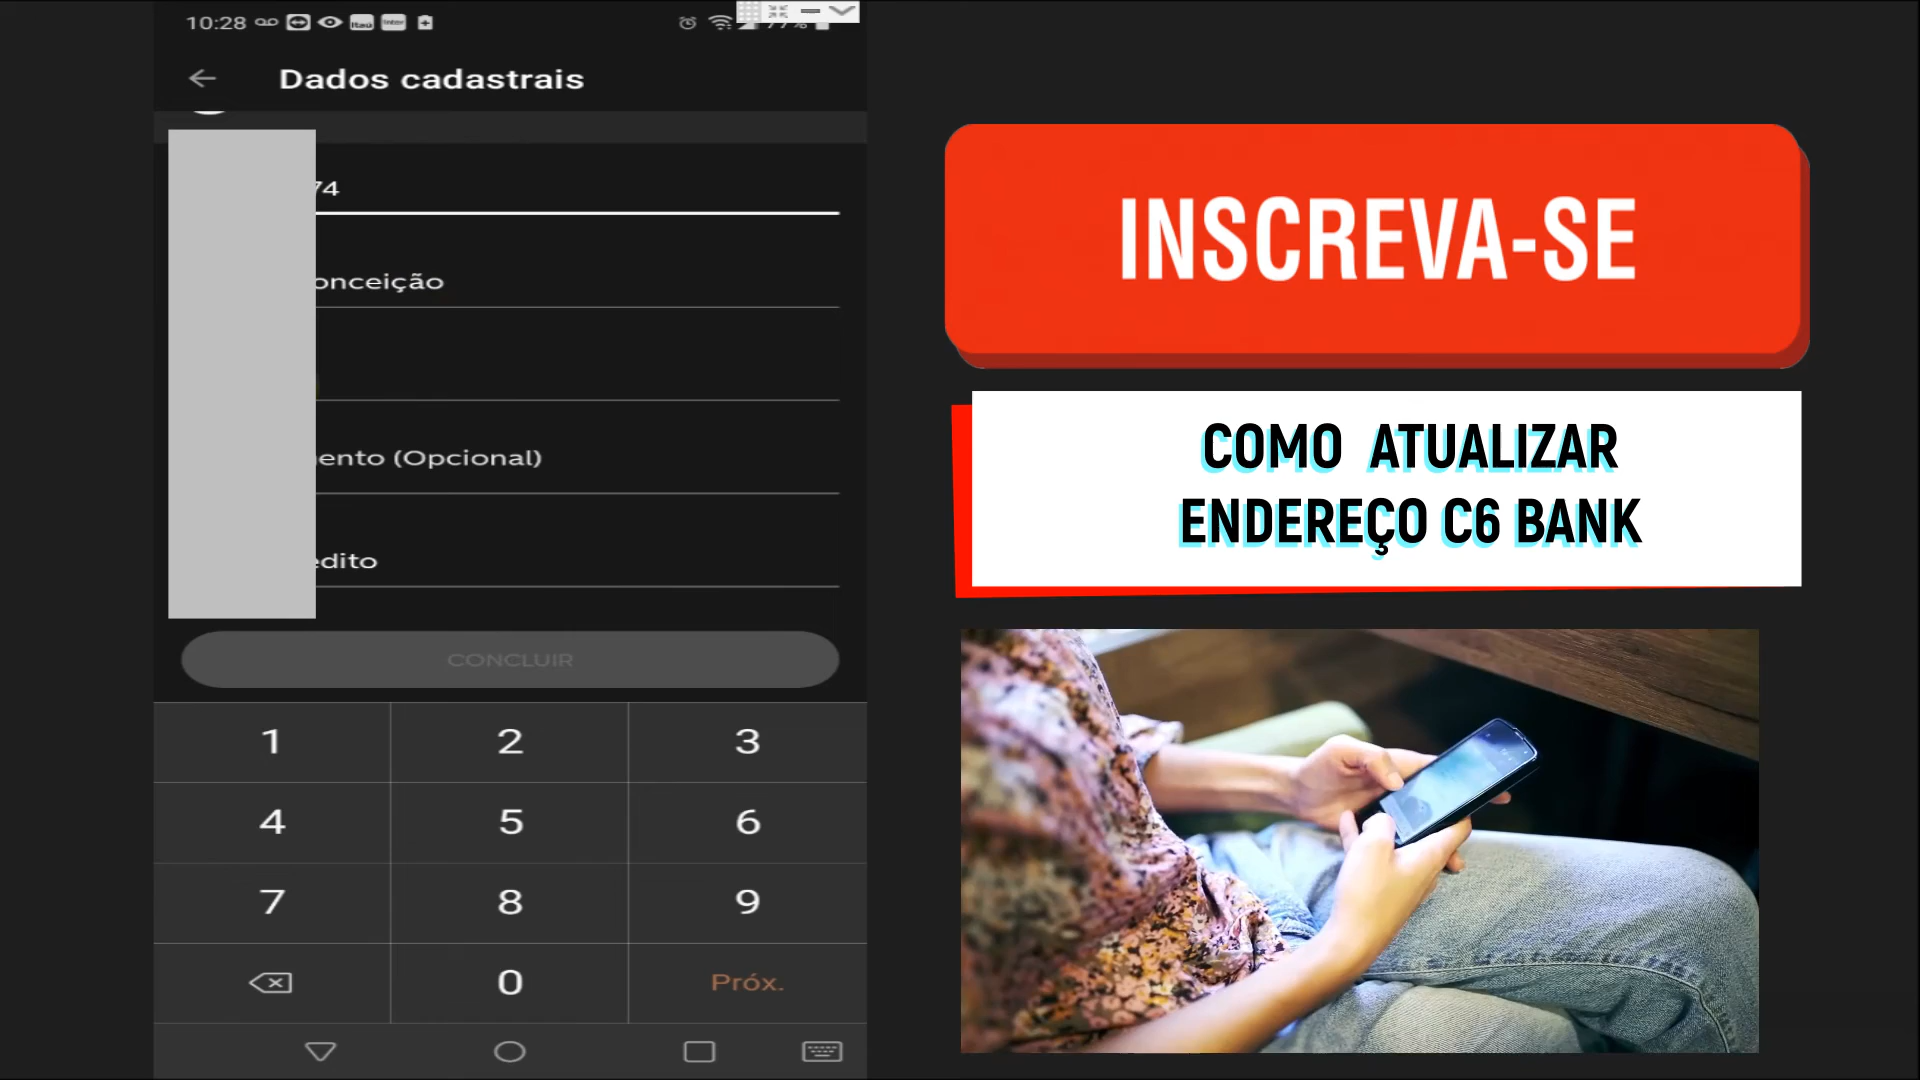 10:28
Dados cadastrais
74
onceição
ento (Opcional)
edito
CONCLUIR
1 2 3
4 5 6
7 8 9
0 Próx.
INSCREVA-SE
COMO ATUALIZAR
ENDEREÇO C6 BANK